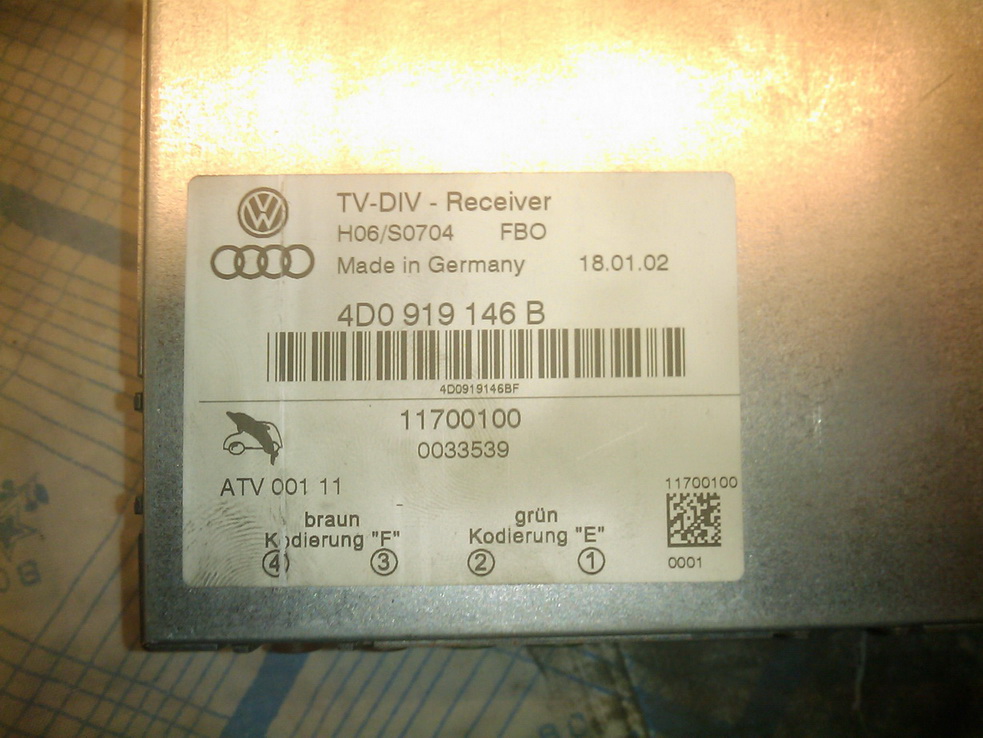 TV-DIV - Receiver
H06/S0704 FBO
Made in Germany 18.01.02
4D0 919 146 B
4D0919146BF
11700100
0033539
ATV 001 11
11700100
braun grün
Kodierung "F" Kodierung "E"
④ ③ ② ①
0001